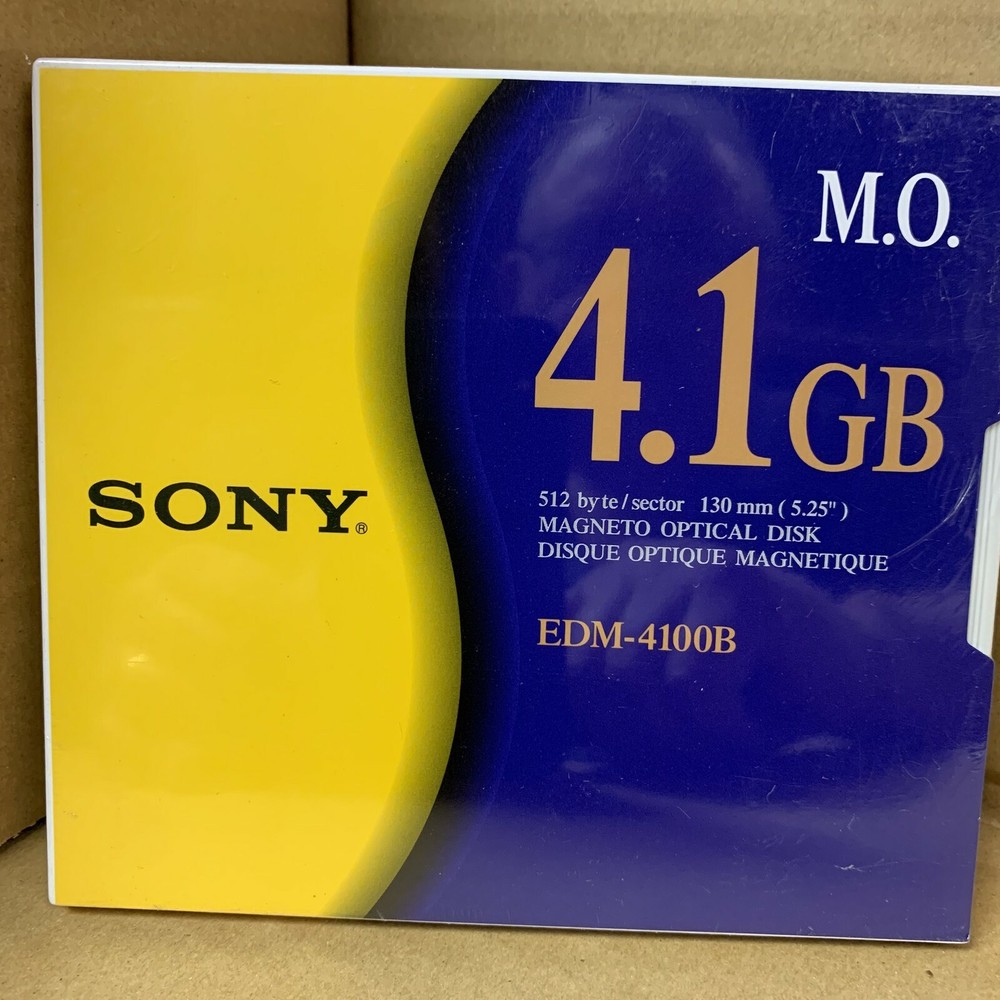 M.O.
4.1GB
SONY®
512 byte/sector 130 mm ( 5.25" )
MAGNETO OPTICAL DISK
DISQUE OPTIQUE MAGNETIQUE
EDM-4100B